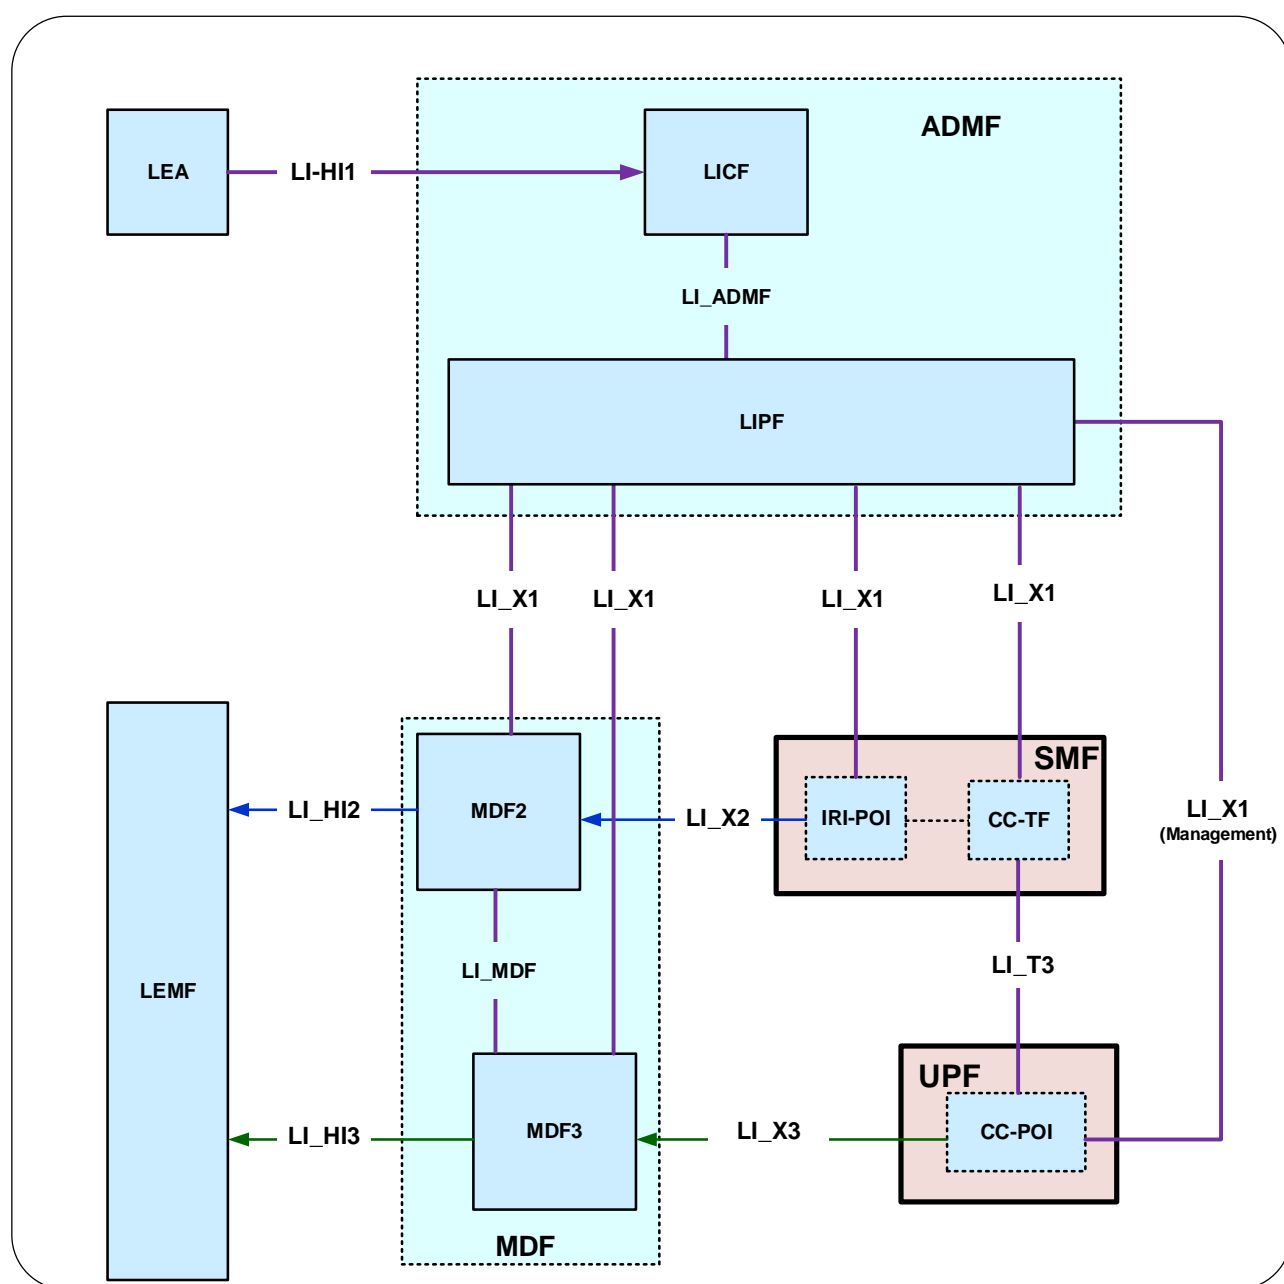 ADMF
LEA
LI-HI1
LICF
LI_ADMF
LIPF
LI_X1
LI_X1
LI_X1
LI_X1
SMF
LI_HI2
MDF2
LI_X2
IRI-POI
CC-TF
LI_X1
(Management)
LI_MDF
LI_T3
LEMF
UPF
LI_HI3
MDF3
LI_X3
CC-POI
MDF